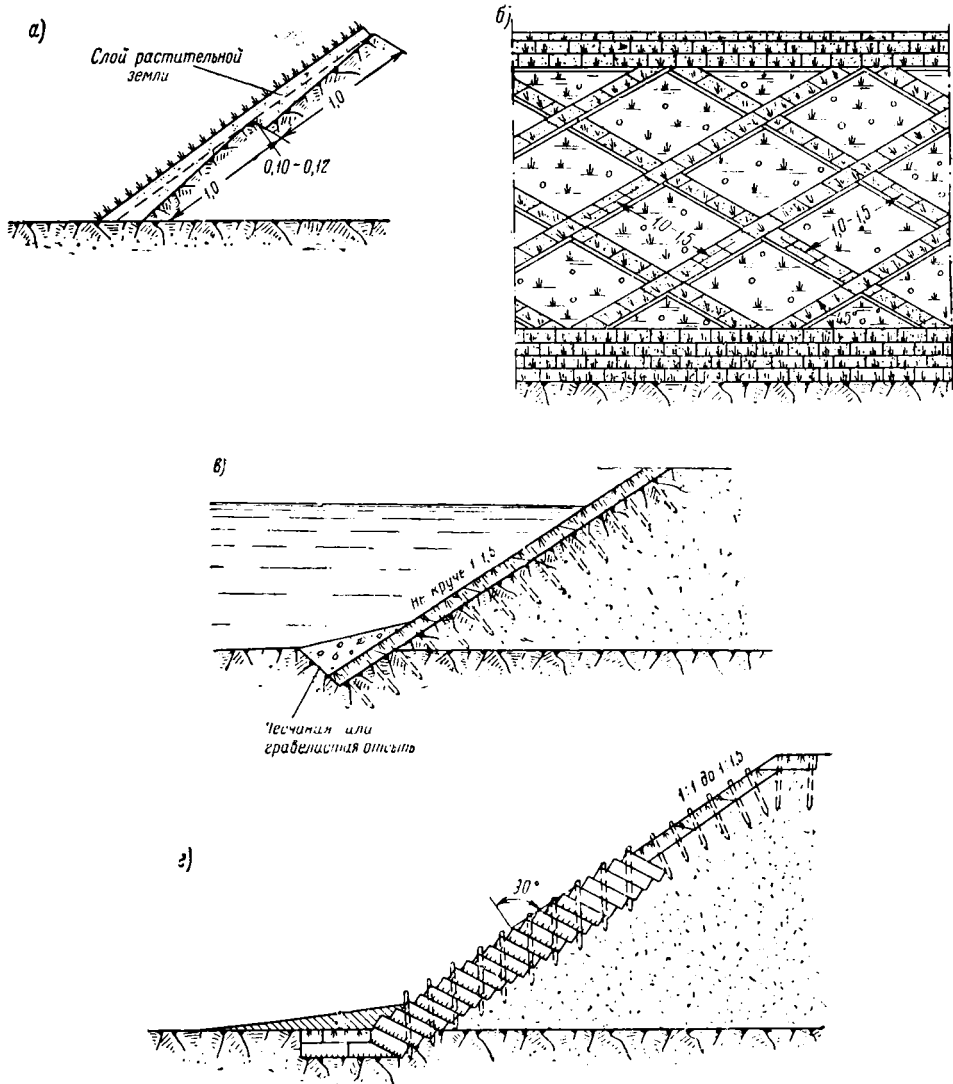 а)
Слой растительной
земли
1,0
0,10-0,12
1,0
б)
1,0-1,5
1,0-1,5
45°
в)
Не круче 1:1,5
Песчаная или
гравелистая отсыпь
г)
1:1 до 1:1,5
30°